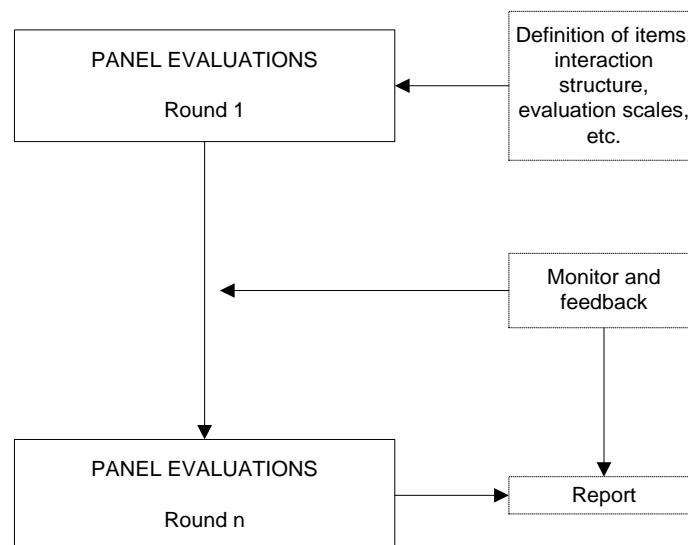 PANEL EVALUATIONS
Round 1
Definition of items,
interaction
structure,
evaluation scales,
etc.
Monitor and
feedback
PANEL EVALUATIONS
Round n
Report